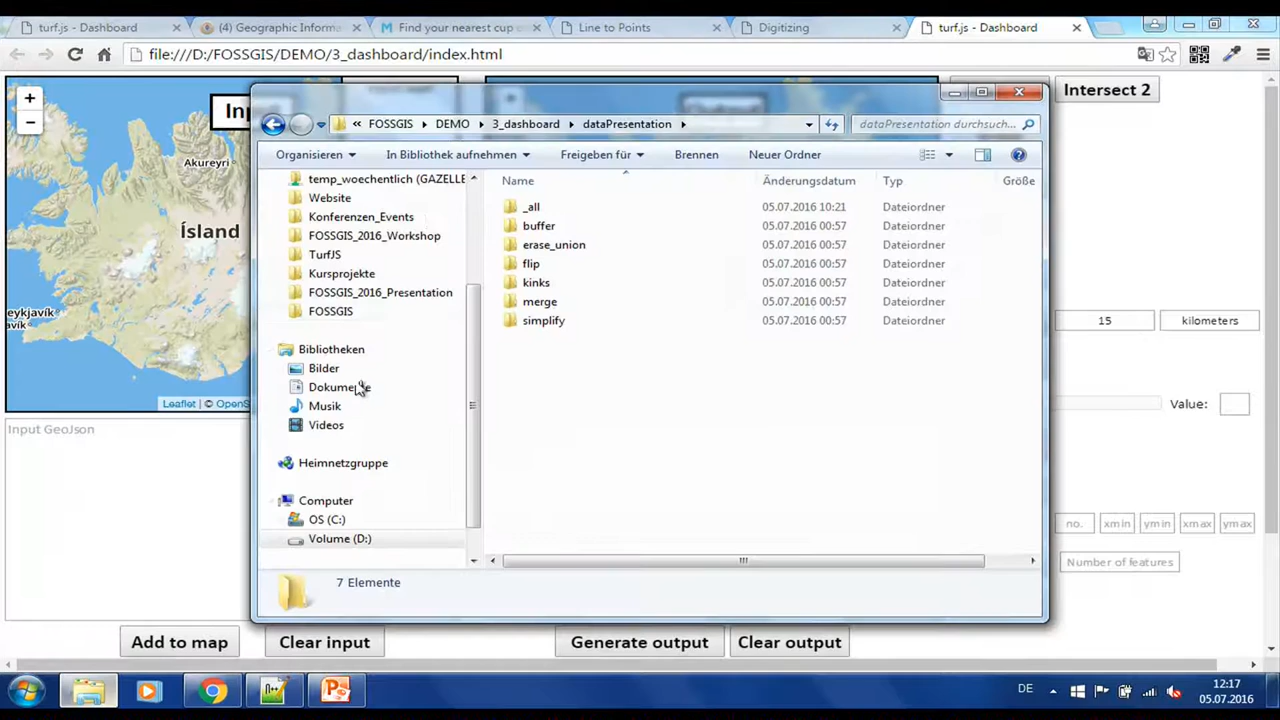 turf.js - Dashboard
(4) Geographic Informa
Find your nearest cup
Line to Points
Digitizing
turf.js - Dashboard
file:///D:/FOSSGIS/DEMO/3_dashboard/index.html
+
−
Akureyri
Ísland
eykjavík
Leaflet | © OpenS
Intersect 2
FOSSGIS
DEMO
3_dashboard
dataPresentation
dataPresentation durchsuch...
Organisieren
In Bibliothek aufnehmen
Freigeben für
Brennen
Neuer Ordner
temp_woechentlich (GAZELLE
Website
Konferenzen_Events
FOSSGIS_2016_Workshop
TurfJS
Kursprojekte
FOSSGIS_2016_Presentation
FOSSGIS
Bibliotheken
Bilder
Dokumente
Musik
Videos
Heimnetzgruppe
Computer
OS (C:)
Volume (D:)
Name Änderungsdatum Typ Größe
_all 05.07.2016 10:21 Dateiordner
buffer 05.07.2016 00:57 Dateiordner
erase_union 05.07.2016 00:57 Dateiordner
flip 05.07.2016 00:57 Dateiordner
kinks 05.07.2016 00:57 Dateiordner
merge 05.07.2016 00:57 Dateiordner
simplify 05.07.2016 00:57 Dateiordner
7 Elemente
15 kilometers
Value:
no. xmin ymin xmax ymax
Number of features
Input GeoJson
Add to map
Clear input
Generate output
Clear output
DE
12:17
05.07.2016